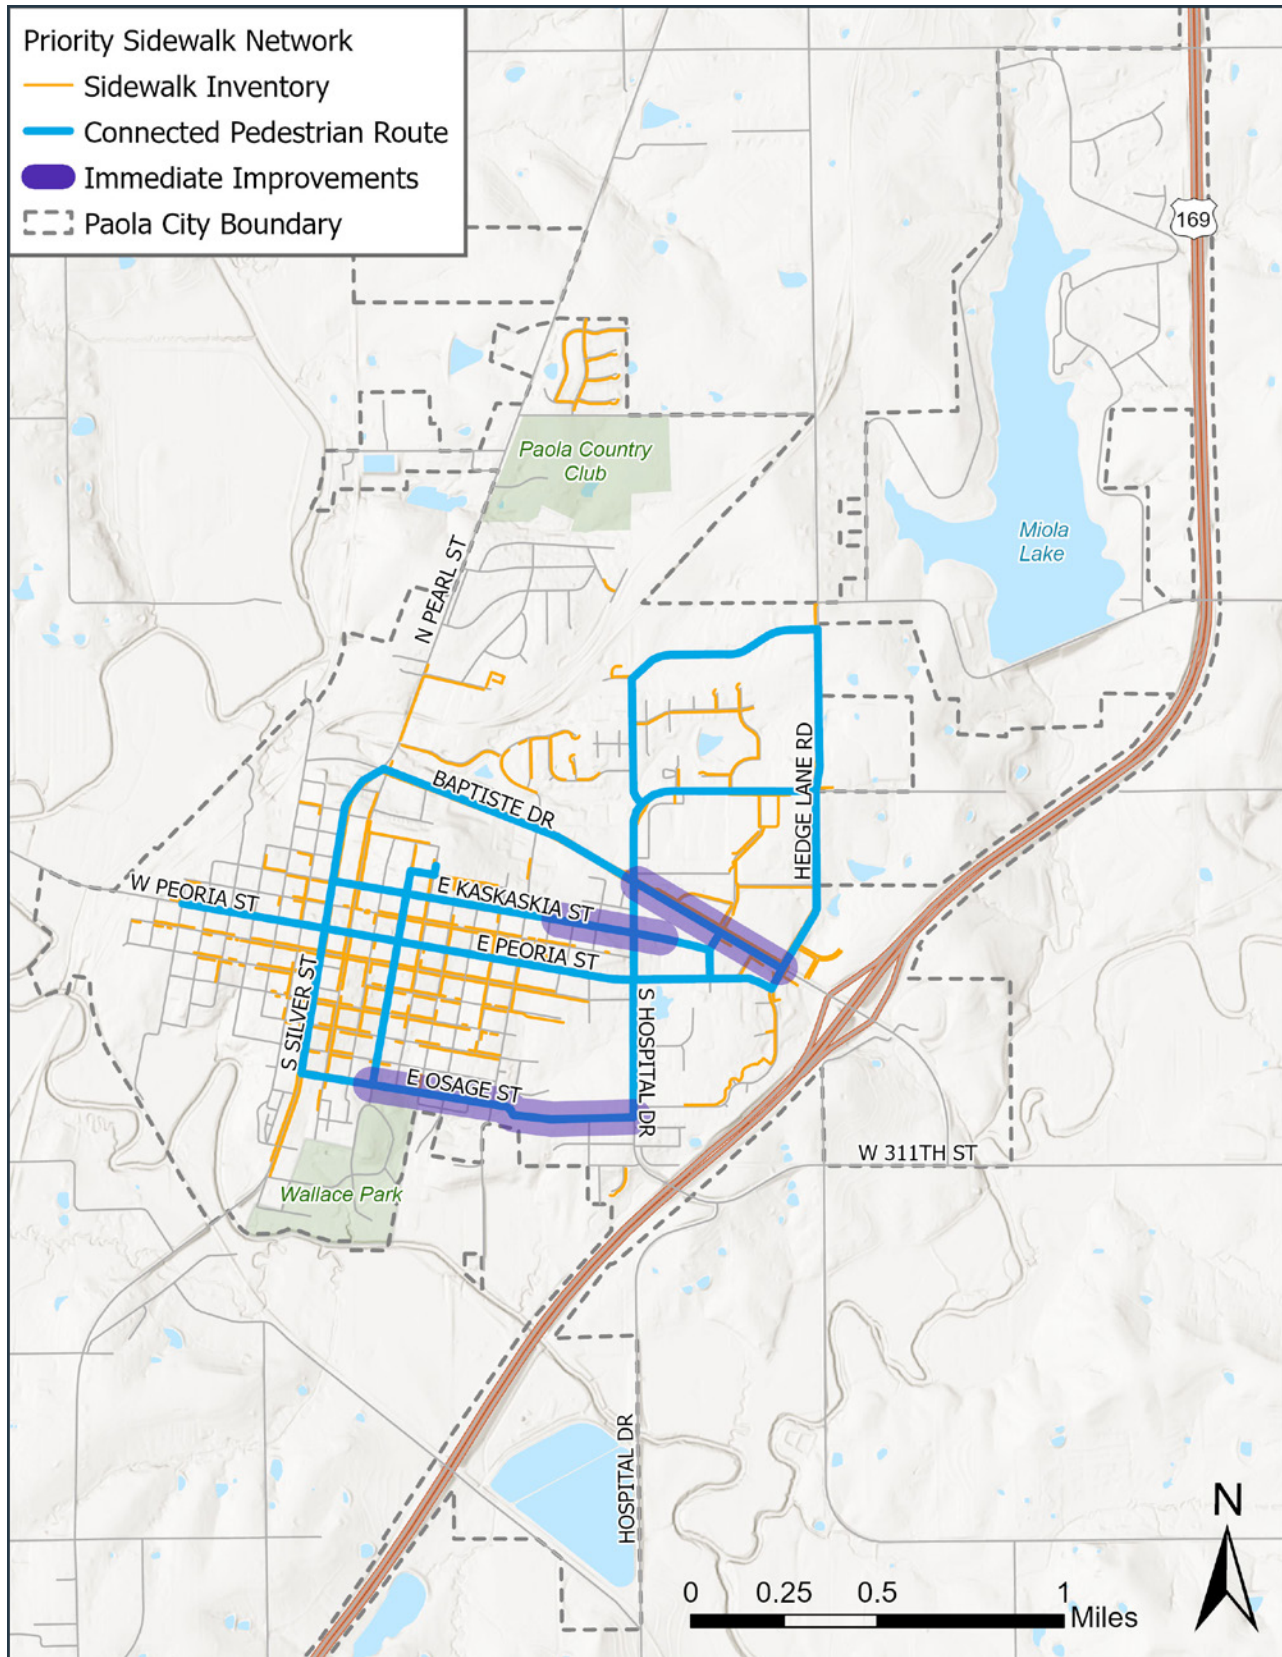 Priority Sidewalk Network
Sidewalk Inventory
Connected Pedestrian Route
Immediate Improvements
Paola City Boundary
169
Paola Country
Club
Miola
Lake
N PEARL ST
BAPTISTE DR
HEDGE LANE RD
W PEORIA ST
E KASKASKIA ST
E PEORIA ST
S SILVER ST
S HOSPITAL DR
E OSAGE ST
W 311TH ST
Wallace Park
HOSPITAL DR
N
0 0.25 0.5 1
Miles